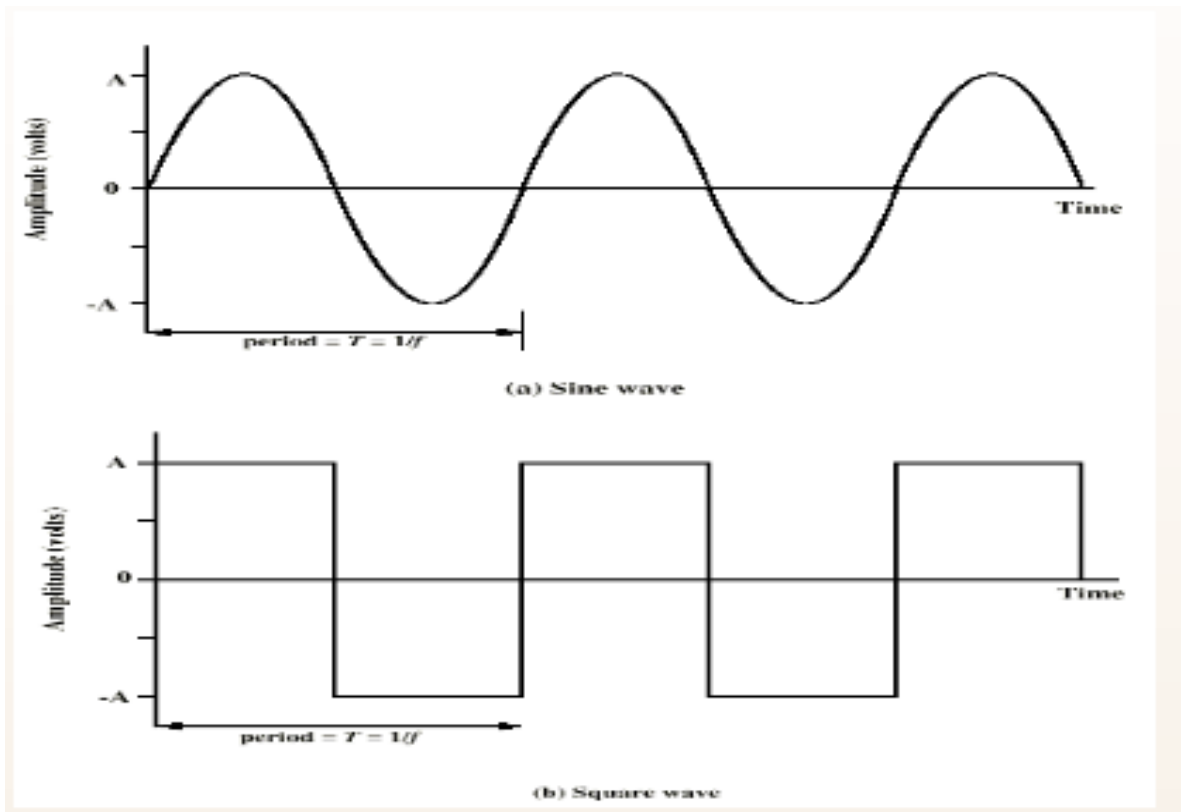 A
Amplitude (volts)
0
Time
-A
period = T = 1/f
(a) Sine wave
A
Amplitude (volts)
0
Time
-A
period = T = 1/f
(b) Square wave